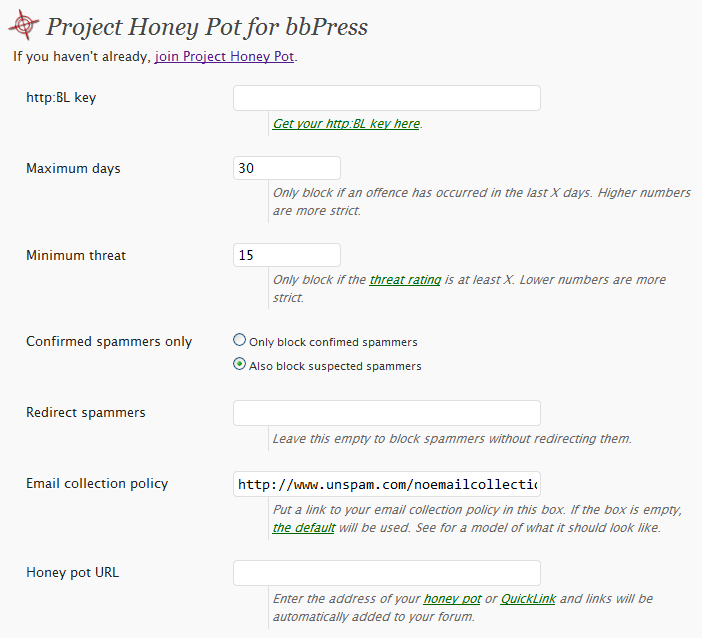 Project Honey Pot for bbPress
If you haven't already, join Project Honey Pot.
http:BL key
Get your http:BL key here.
Maximum days
30
Only block if an offence has occurred in the last X days. Higher numbers
are more strict.
Minimum threat
15
Only block if the threat rating is at least X. Lower numbers are more
strict.
Confirmed spammers only
Only block confimed spammers
Also block suspected spammers
Redirect spammers
Leave this empty to block spammers without redirecting them.
Email collection policy
http://www.unspam.com/noemailcollectic
Put a link to your email collection policy in this box. If the box is empty,
the default will be used. See for a model of what it should look like.
Honey pot URL
Enter the address of your honey pot or QuickLink and links will be
automatically added to your forum.